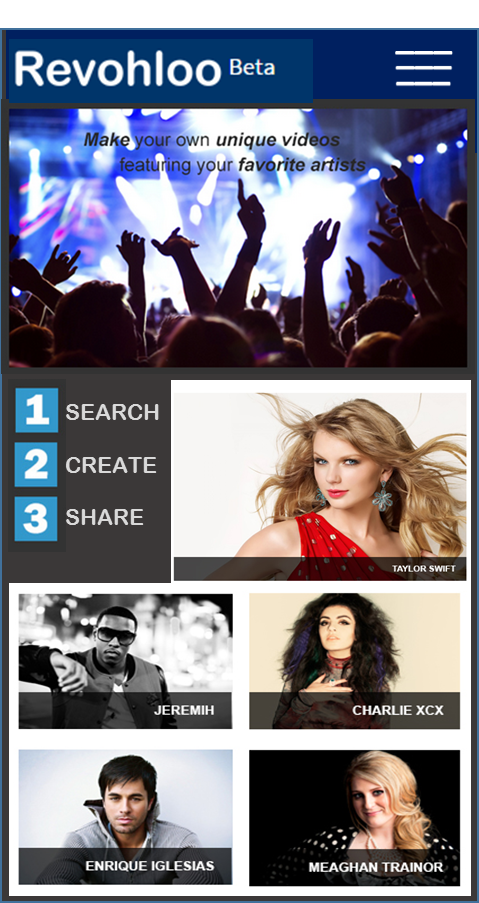 Revohloo Beta
Make your own unique videos
featuring your favorite artists
1 SEARCH
2 CREATE
3 SHARE
TAYLOR SWIFT
JEREMIH
CHARLIE XCX
ENRIQUE IGLESIAS
MEAGHAN TRAINOR